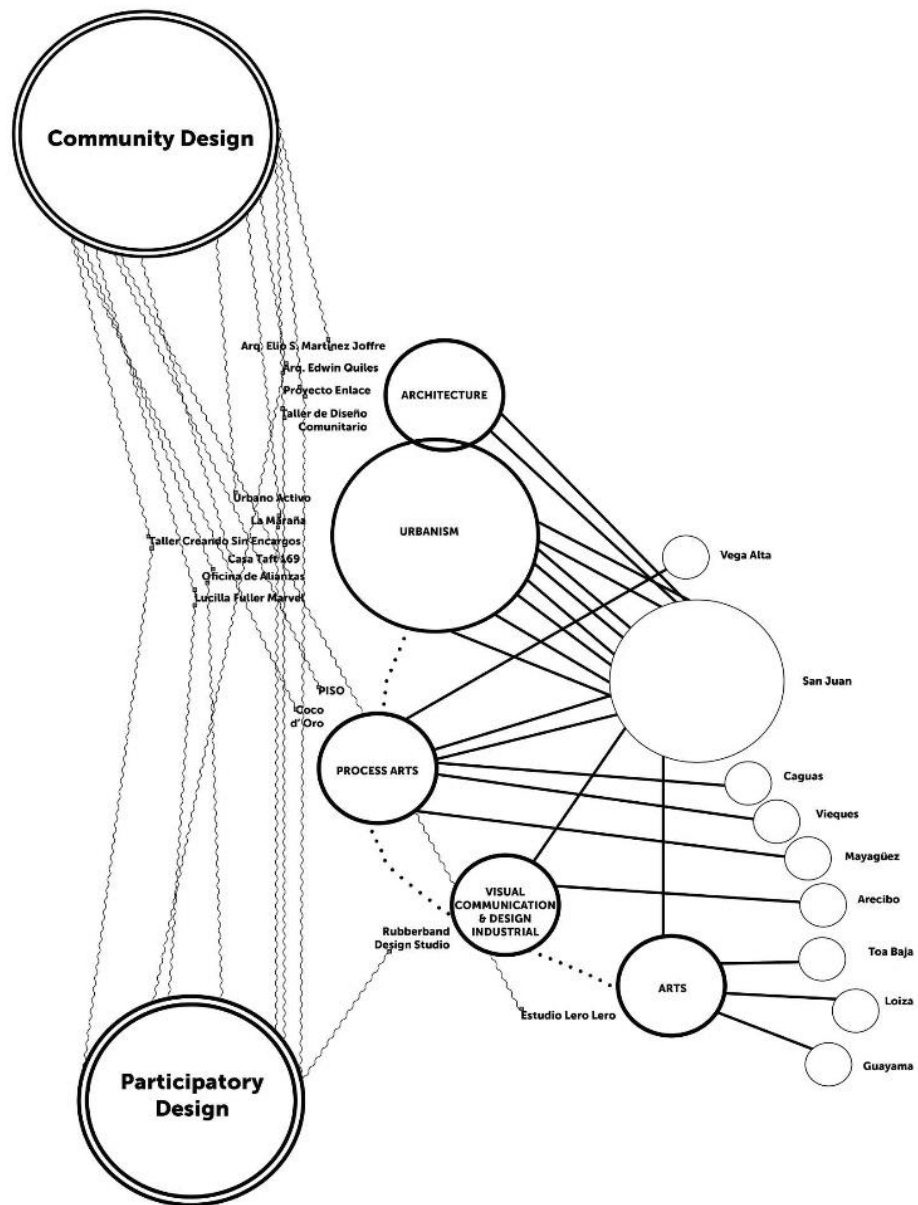 Community Design
Arq. Elio S. Martínez Joffre
Arq. Edwin Quiles
Proyecto Enlace
Taller de Diseño
Comunitario
ARCHITECTURE
Urbano Activo
La Maraña
Taller Creando Sin Encargos
Casa Taft 169
Oficina de Alianzas
Lucilla Fuller Marvel
URBANISM
Vega Alta
San Juan
PISO
Coco
d' Oro
PROCESS ARTS
Caguas
Vieques
Mayagüez
VISUAL
COMMUNICATION
& DESIGN
INDUSTRIAL
Arecibo
Rubberband
Design Studio
Toa Baja
ARTS
Loiza
Estudio Lero Lero
Guayama
Participatory
Design